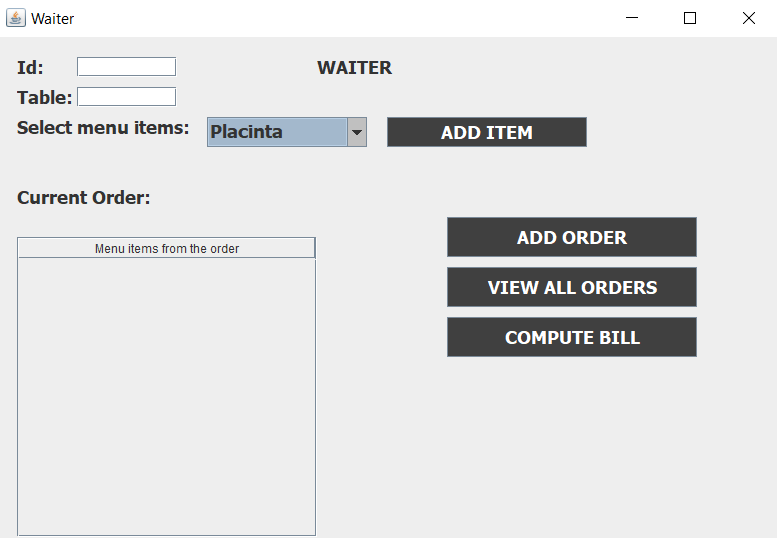 Waiter
Id:
WAITER
Table:
Select menu items:
Placinta
ADD ITEM
Current Order:
ADD ORDER
Menu items from the order
VIEW ALL ORDERS
COMPUTE BILL